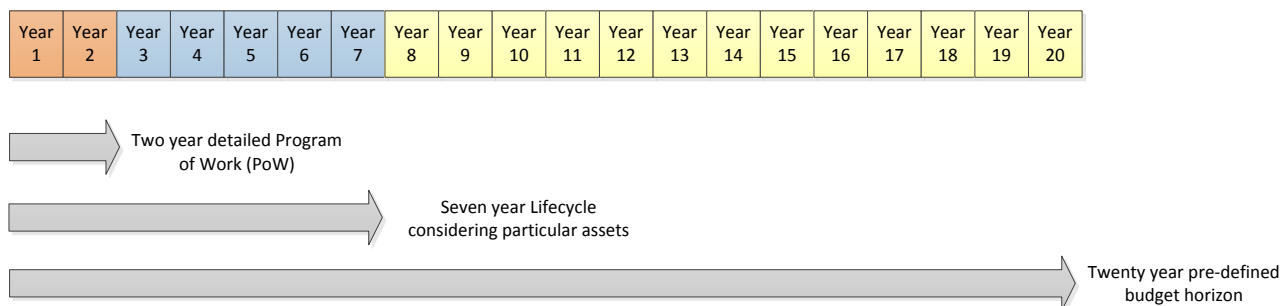 Year Year Year Year Year Year Year Year Year Year Year Year Year Year Year Year Year Year Year Year
1 2 3 4 5 6 7 8 9 10 11 12 13 14 15 16 17 18 19 20
Two year detailed Program
of Work (PoW)
Seven year Lifecycle
considering particular assets
Twenty year pre-defined
budget horizon